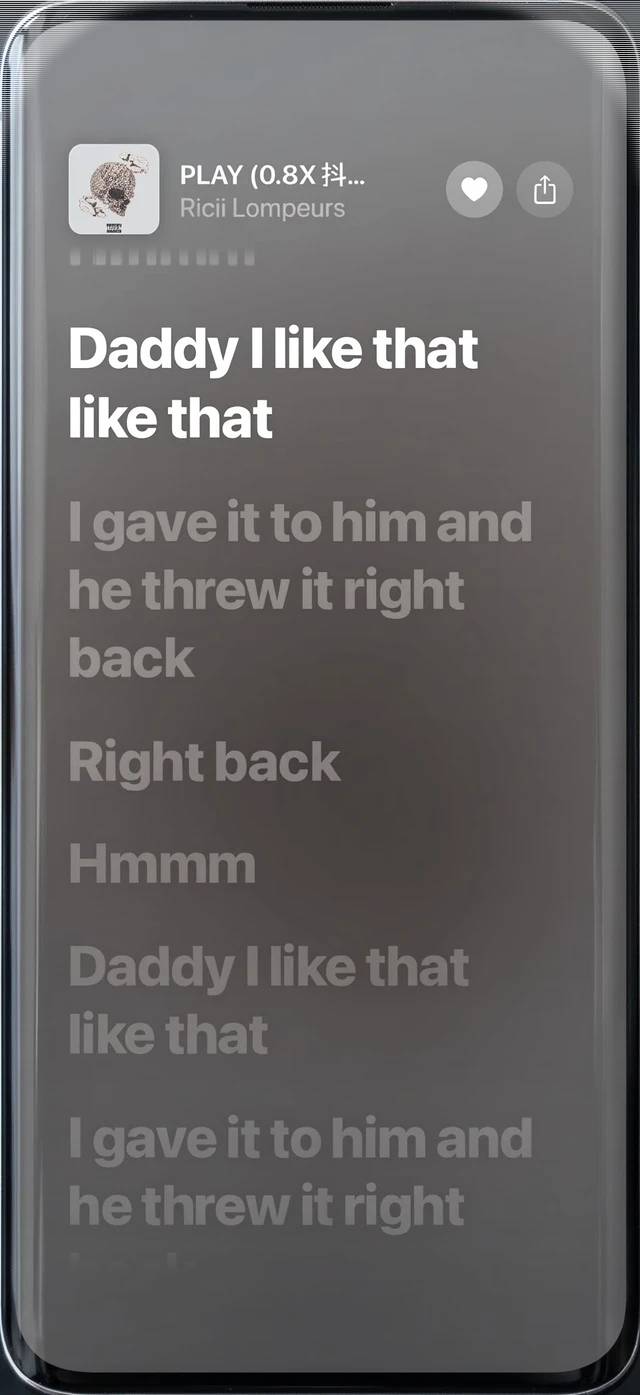 PLAY (0.8X 抖...
Ricii Lompeurs
Daddy I like that
like that
I gave it to him and
he threw it right
back
Right back
Hmmm
Daddy I like that
like that
I gave it to him and
he threw it right